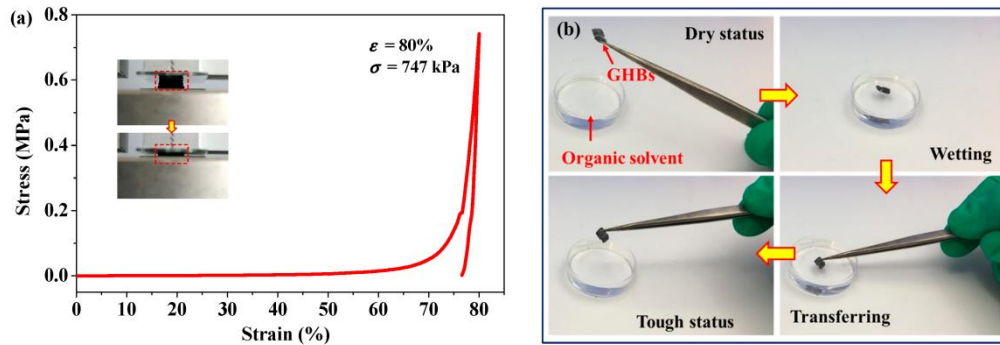 (a)
ε = 80%
σ = 747 kPa
0.8
0.6
0.4
0.2
0.0
Stress (MPa)
0 10 20 30 40 50 60 70 80 90
Strain (%)
(b)
Dry status
GHBs
Organic solvent
Wetting
Transferring
Tough status